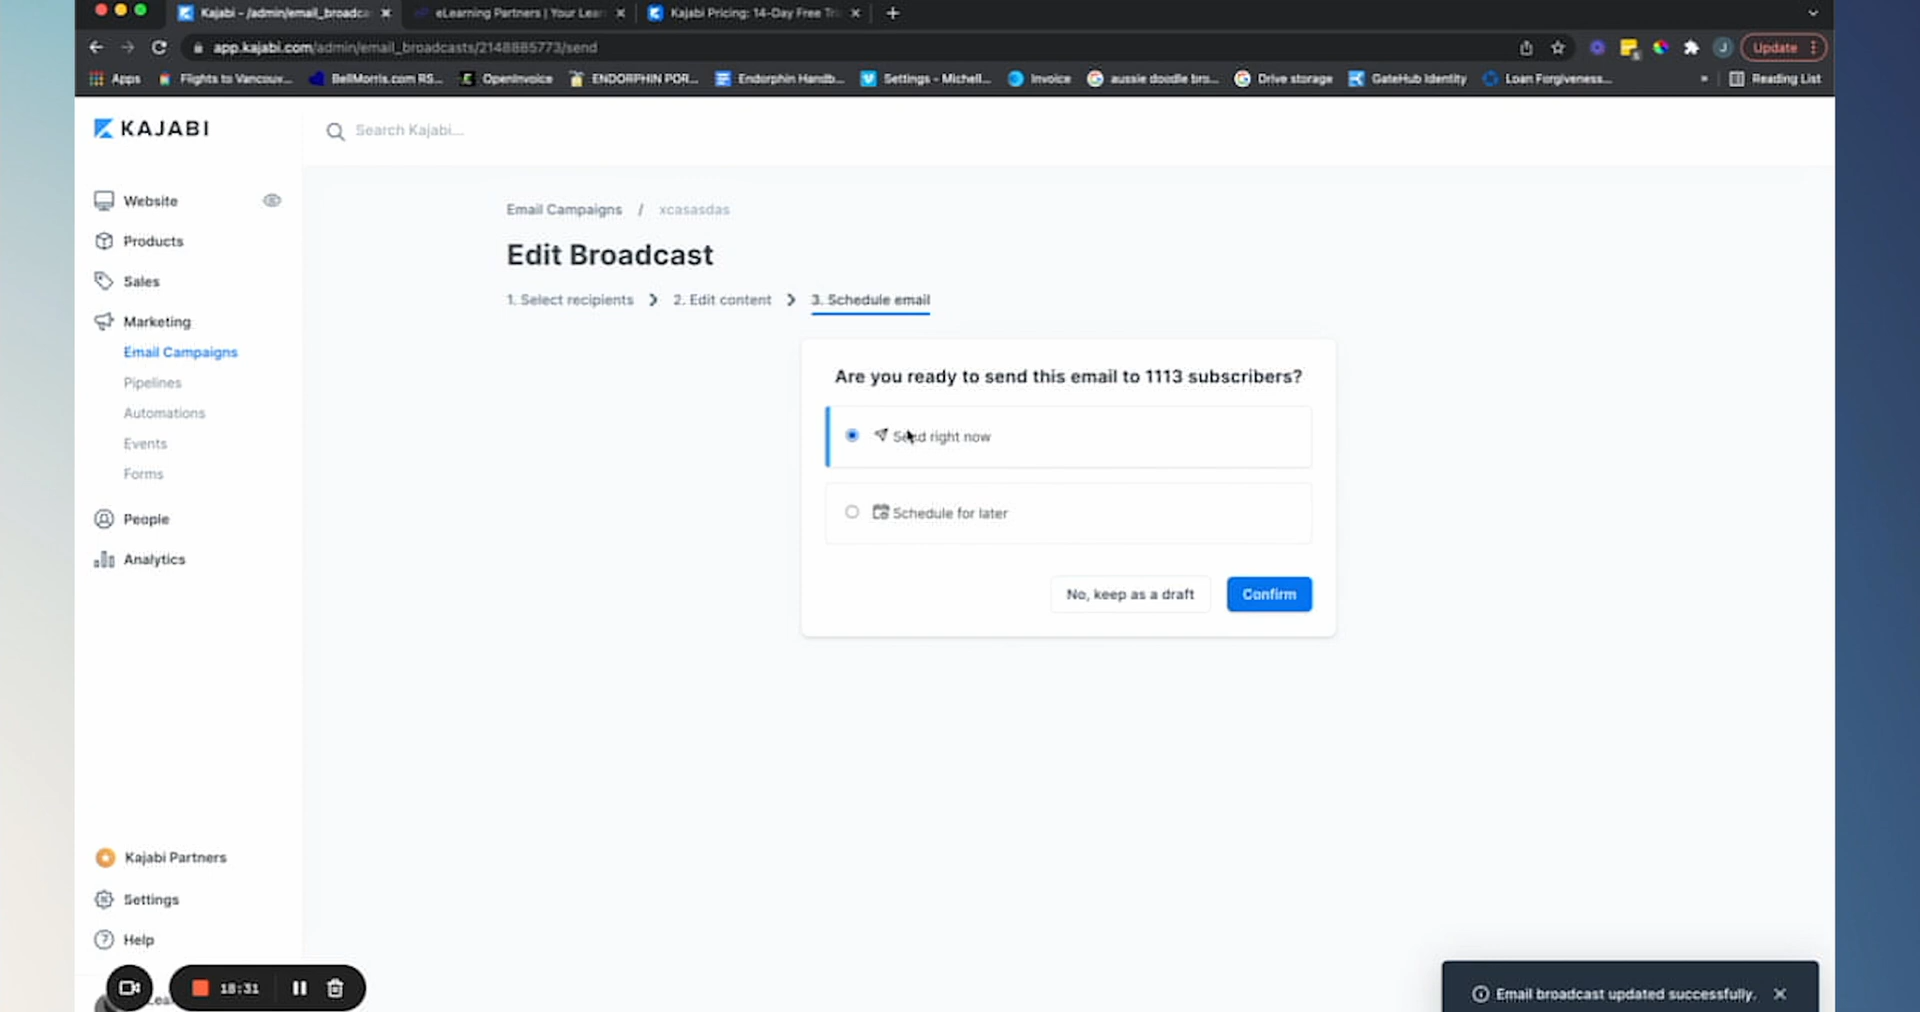 Kajabi - /admin/email_broadca
eLearning Partners | Your Lear
Kajabi Pricing: 14-Day Free Tri
app.kajabi.com/admin/email_broadcasts/2148885773/send
J
Update
Apps
Flights to Vancouv...
BellMorris.com RS...
OpenInvoice
ENDORPHIN POR...
Endorphin Handb...
Settings - Michell...
Invoice
aussie doodle bro...
Drive storage
GateHub Identity
Loan Forgiveness...
»
Reading List
KAJABI
Search Kajabi...
Website
Products
Sales
Marketing
Email Campaigns
Pipelines
Automations
Events
Forms
People
Analytics
Kajabi Partners
Settings
Help
Email Campaigns / xcasasdas
Edit Broadcast
1. Select recipients > 2. Edit content > 3. Schedule email
Are you ready to send this email to 1113 subscribers?
Send right now
Schedule for later
No, keep as a draft
Confirm
18:31
Email broadcast updated successfully.